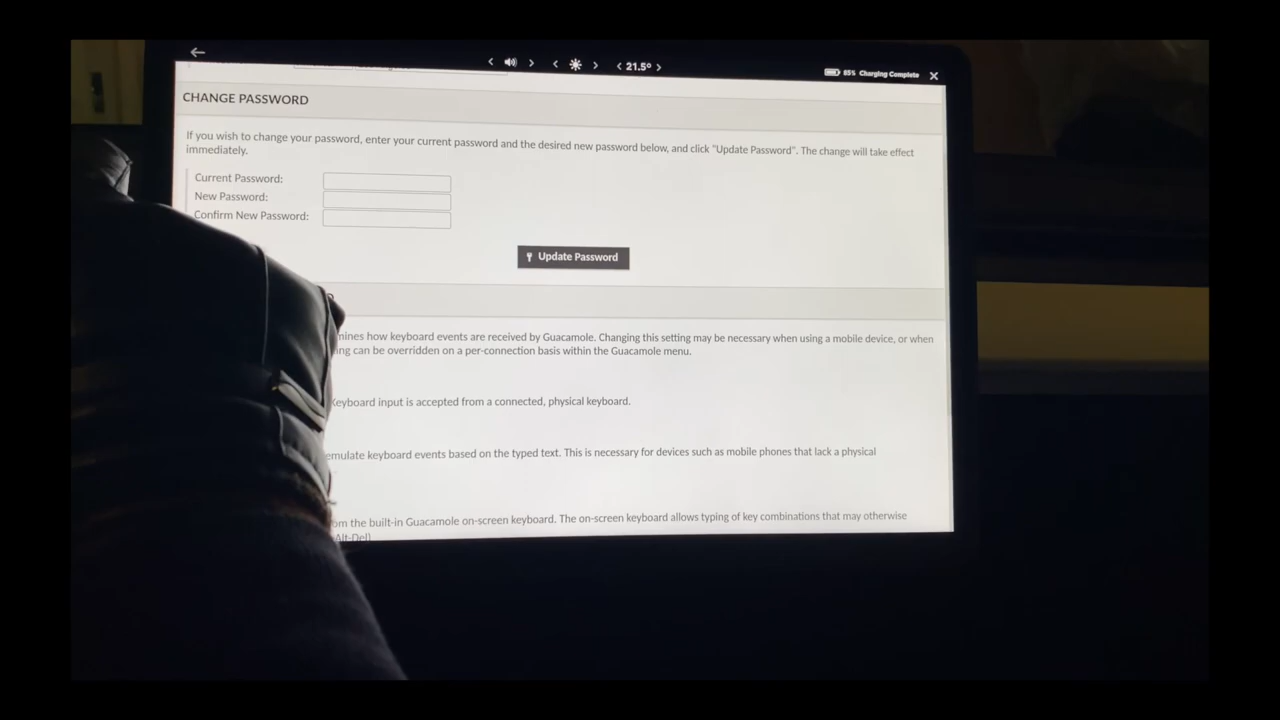 21.5°
85% Charging Complete
CHANGE PASSWORD
If you wish to change your password, enter your current password and the desired new password below, and click "Update Password". The change will take effect
immediately.
Current Password:
New Password:
Confirm New Password:
Update Password
how keyboard events are received by Guacamole. Changing this setting may be necessary when using a mobile device, or when
can be overridden on a per-connection basis within the Guacamole menu.
Keyboard input is accepted from a connected, physical keyboard.
emulate keyboard events based on the typed text. This is necessary for devices such as mobile phones that lack a physical
the built-in Guacamole on-screen keyboard. The on-screen keyboard allows typing of key combinations that may otherwise
Alt-Del)